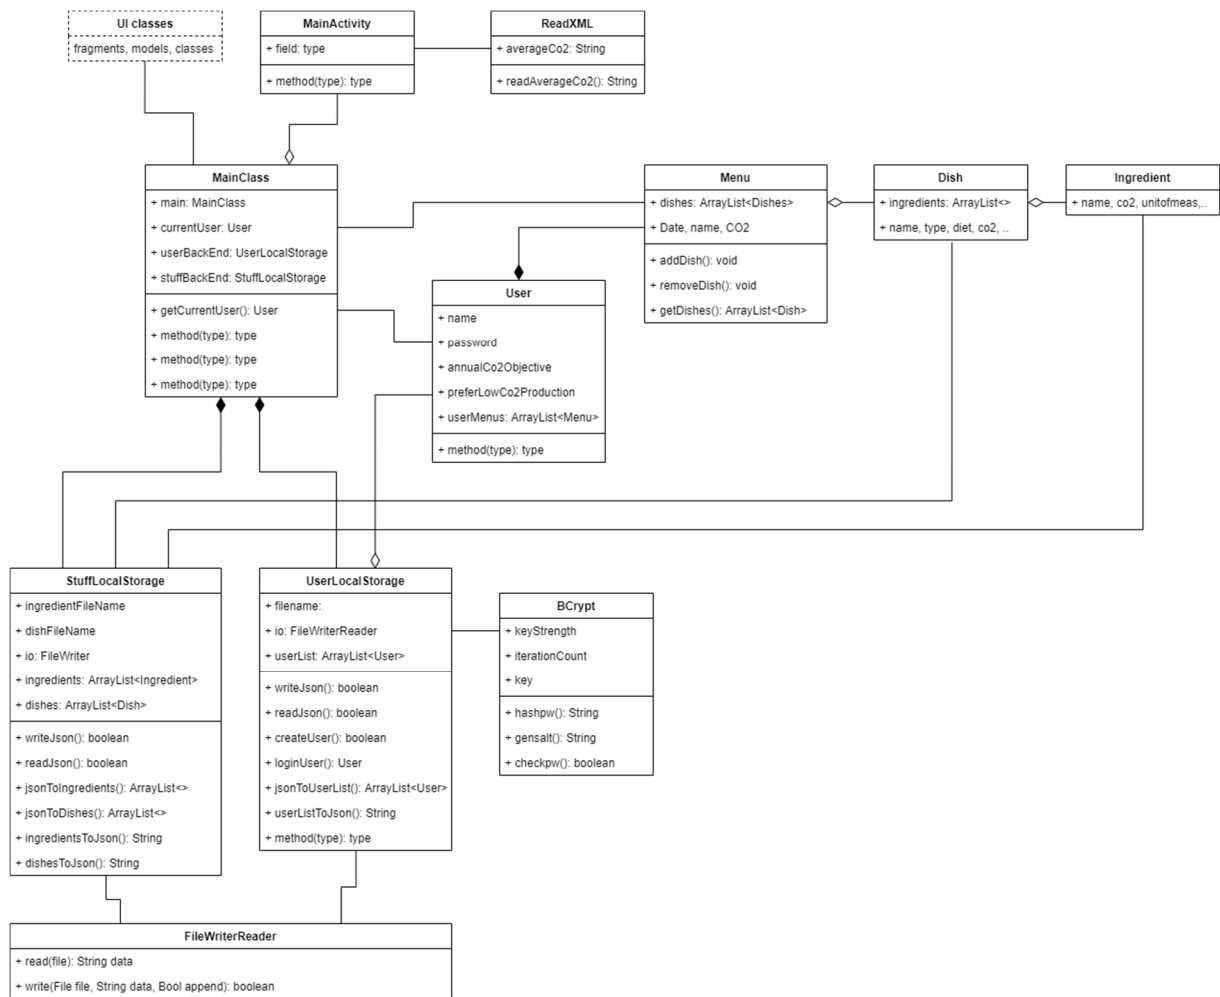 UI classes
fragments, models, classes
MainActivity
+ field: type
+ method(type): type
ReadXML
+ averageCo2: String
+ readAverageCo2(): String
MainClass
+ main: MainClass
+ currentUser: User
+ userBackEnd: UserLocalStorage
+ stuffBackEnd: StuffLocalStorage
+ getCurrentUser(): User
+ method(type): type
+ method(type): type
+ method(type): type
Menu
+ dishes: ArrayList<Dishes>
+ Date, name, CO2
+ addDish(): void
+ removeDish(): void
+ getDishes(): ArrayList<Dish>
Dish
+ ingredients: ArrayList<>
+ name, type, diet, co2, ..
Ingredient
+ name, co2, unitofmeas,..
User
+ name
+ password
+ annualCo2Objective
+ preferLowCo2Production
+ userMenus: ArrayList<Menu>
+ method(type): type
StuffLocalStorage
+ ingredientFileName
+ dishFileName
+ io: FileWriter
+ ingredients: ArrayList<Ingredient>
+ dishes: ArrayList<Dish>
+ writeJson(): boolean
+ readJson(): boolean
+ jsonToIngredients(): ArrayList<>
+ jsonToDishes(): ArrayList<>
+ ingredientsToJson(): String
+ dishesToJson(): String
UserLocalStorage
+ filename:
+ io: FileWriterReader
+ userList: ArrayList<User>
+ writeJson(): boolean
+ readJson(): boolean
+ createUser(): boolean
+ loginUser(): User
+ jsonToUserList(): ArrayList<User>
+ userListToJson(): String
+ method(type): type
BCrypt
+ keyStrength
+ iterationCount
+ key
+ hashpw(): String
+ gensalt(): String
+ checkpw(): boolean
FileWriterReader
+ read(file): String data
+ write(File file, String data, Bool append): boolean